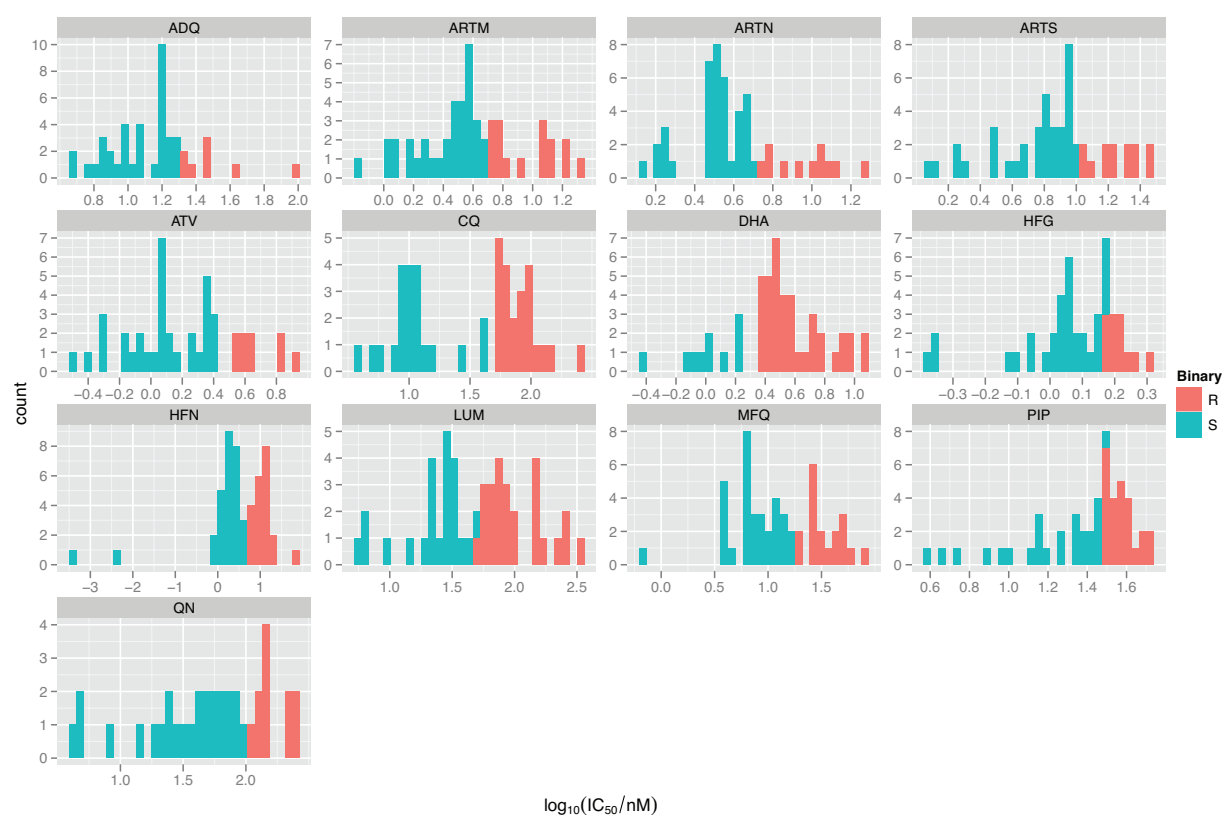 ADQ ARTM ARTN ARTS
10 8 6 4 2 0
7 6 5 4 3 2 1 0
8 6 4 2 0
8 6 4 2 0
0.8 1.0 1.2 1.4 1.6 1.8 2.0
0.0 0.2 0.4 0.6 0.8 1.0 1.2
0.2 0.4 0.6 0.8 1.0 1.2
0.2 0.4 0.6 0.8 1.0 1.2 1.4
ATV CQ DHA HFG
7 6 5 4 3 2 1 0
5 4 3 2 1 0
7 6 5 4 3 2 1 0
7 6 5 4 3 2 1 0
−0.4 −0.2 0.0 0.2 0.4 0.6 0.8
1.0 1.5 2.0
−0.4 −0.2 0.0 0.2 0.4 0.6 0.8 1.0
−0.3 −0.2 −0.1 0.0 0.1 0.2 0.3
HFN LUM MFQ PIP
8 6 4 2 0
5 4 3 2 1 0
8 6 4 2 0
8 6 4 2 0
−3 −2 −1 0 1
1.0 1.5 2.0 2.5
0.0 0.5 1.0 1.5
0.6 0.8 1.0 1.2 1.4 1.6
QN
4 3 2 1 0
1.0 1.5 2.0
count
log₁₀(IC₅₀/nM)
Binary
R
S